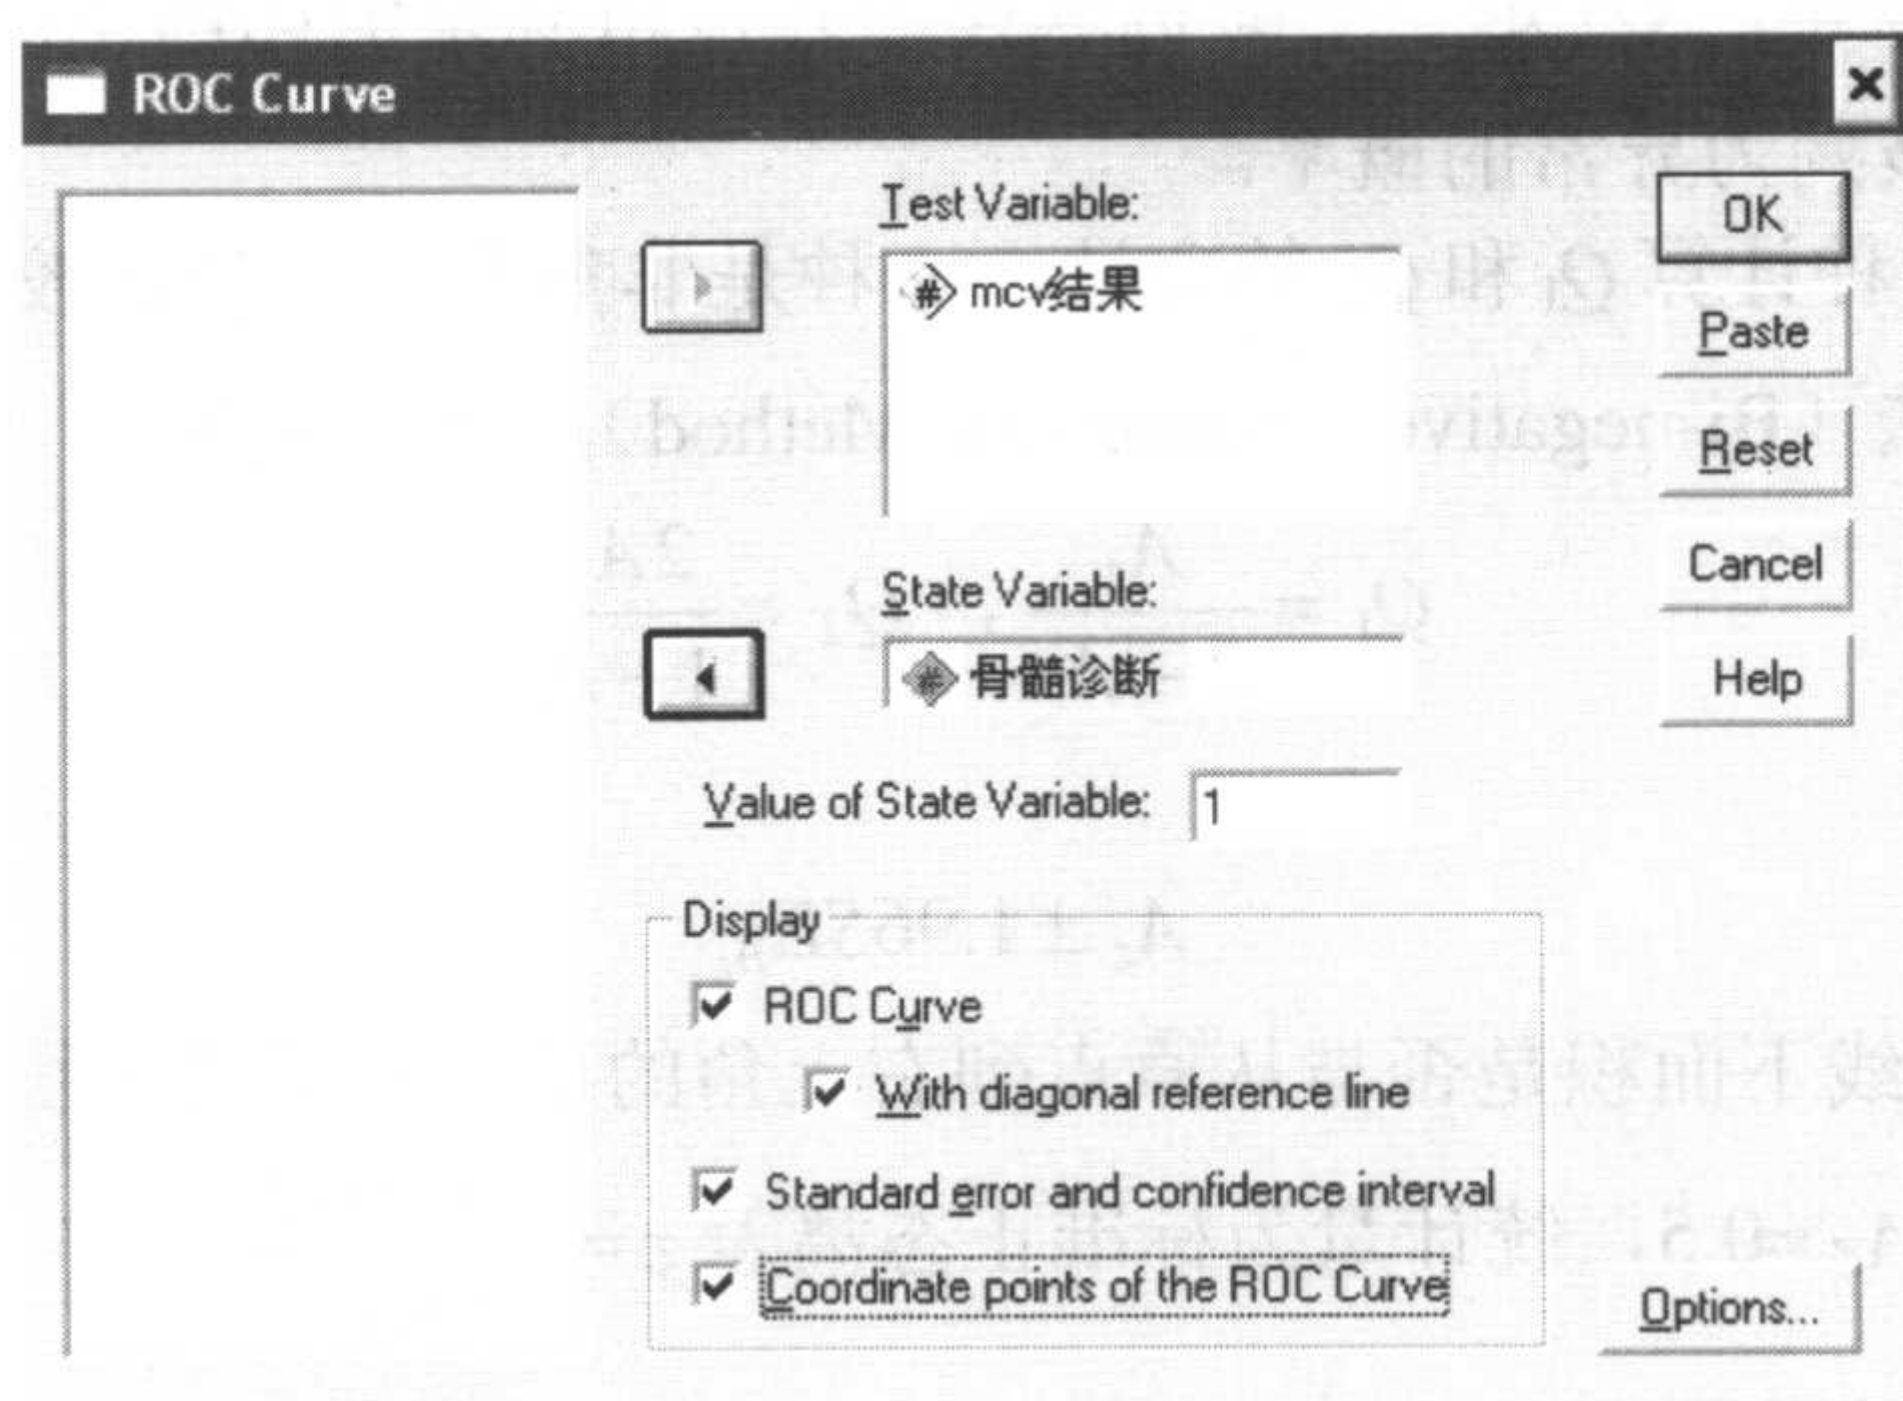 ROC Curve
Test Variable:
mcv结果
State Variable:
骨髓诊断
Value of State Variable: 1
Display
ROC Curve
With diagonal reference line
Standard error and confidence interval
Coordinate points of the ROC Curve
OK
Paste
Reset
Cancel
Help
Options...